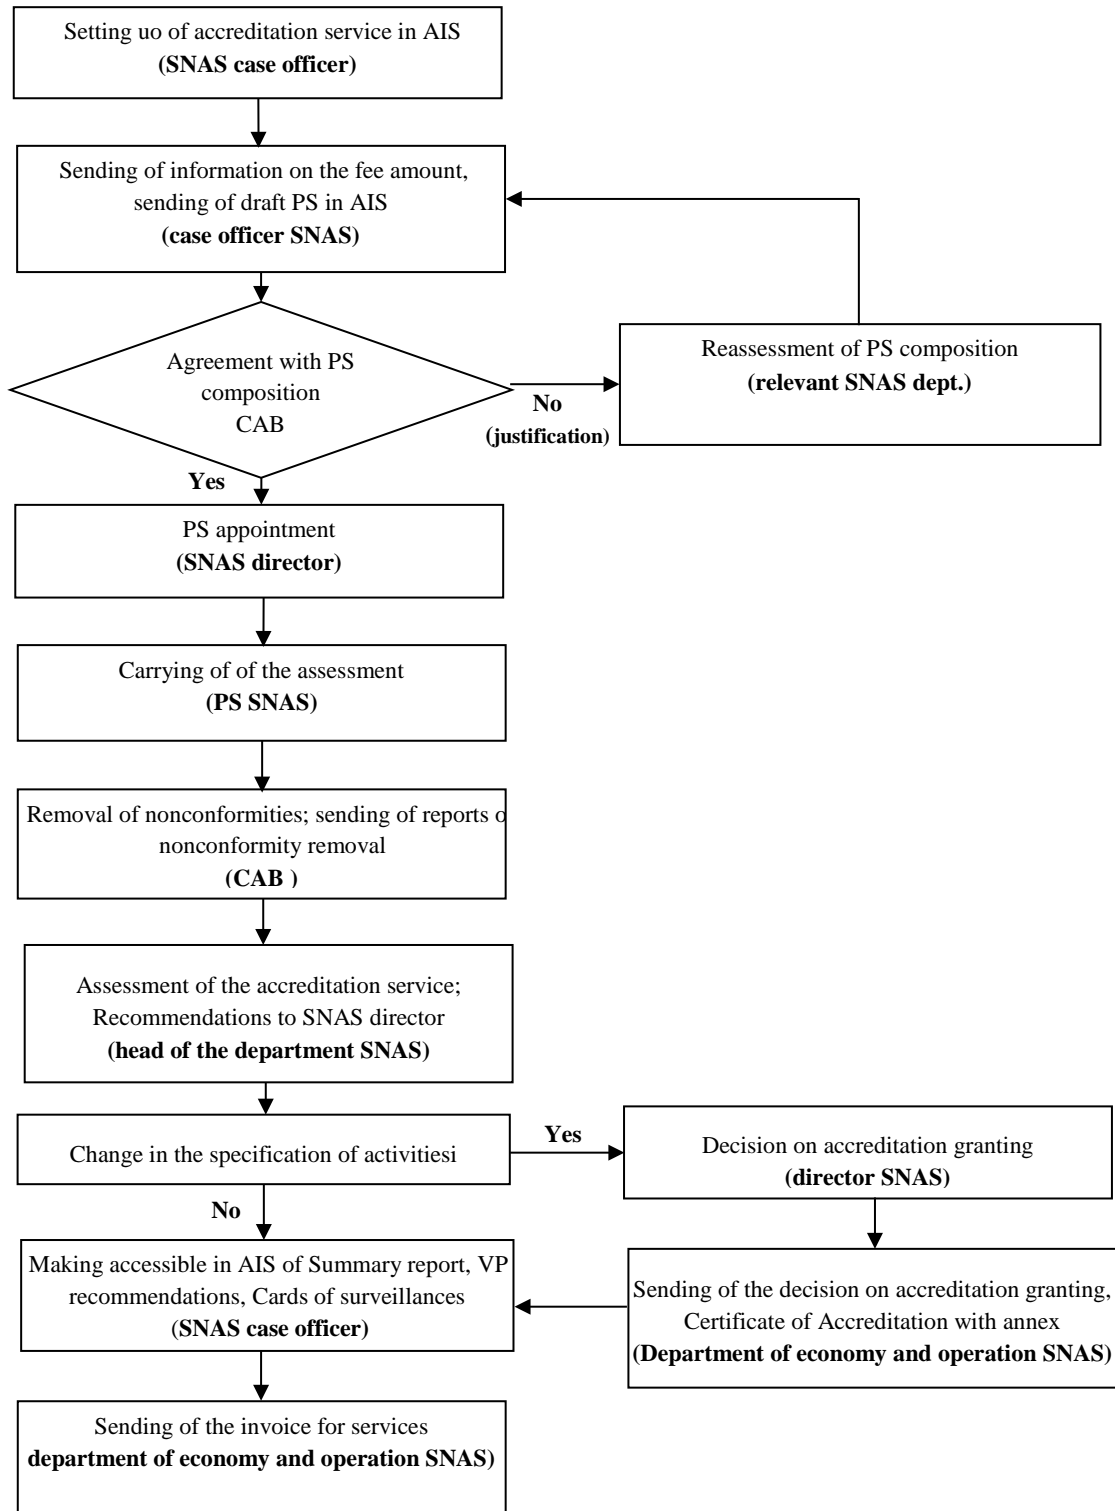 Setting uo of accreditation service in AIS
(SNAS case officer)
Sending of information on the fee amount,
sending of draft PS in AIS
(case officer SNAS)
Agreement with PS
composition
CAB
No
(justification)
Reassessment of PS composition
(relevant SNAS dept.)
Yes
PS appointment
(SNAS director)
Carrying of of the assessment
(PS SNAS)
Removal of nonconformities; sending of reports o
nonconformity removal
(CAB )
Assessment of the accreditation service;
Recommendations to SNAS director
(head of the department SNAS)
Change in the specification of activitiesi
Yes
Decision on accreditation granting
(director SNAS)
No
Making accessible in AIS of Summary report, VP
recommendations, Cards of surveillances
(SNAS case officer)
Sending of the decision on accreditation granting,
Certificate of Accreditation with annex
(Department of economy and operation SNAS)
Sending of the invoice for services
department of economy and operation SNAS)